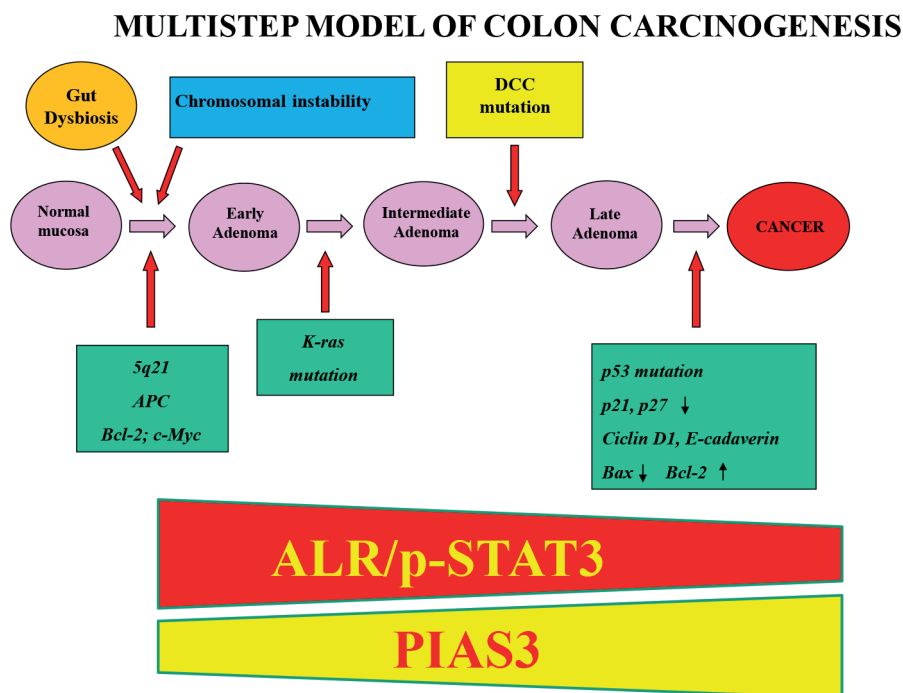 MULTISTEP MODEL OF COLON CARCINOGENESIS
Gut
Dysbiosis
Chromosomal instability
DCC
mutation
Normal
mucosa
Early
Adenoma
Intermediate
Adenoma
Late
Adenoma
CANCER
5q21
APC
Bcl-2; c-Myc
K-ras
mutation
p53 mutation
p21, p27 ↓
Ciclin D1, E-cadaverin
Bax ↓ Bcl-2 ↑
ALR/p-STAT3
PIAS3